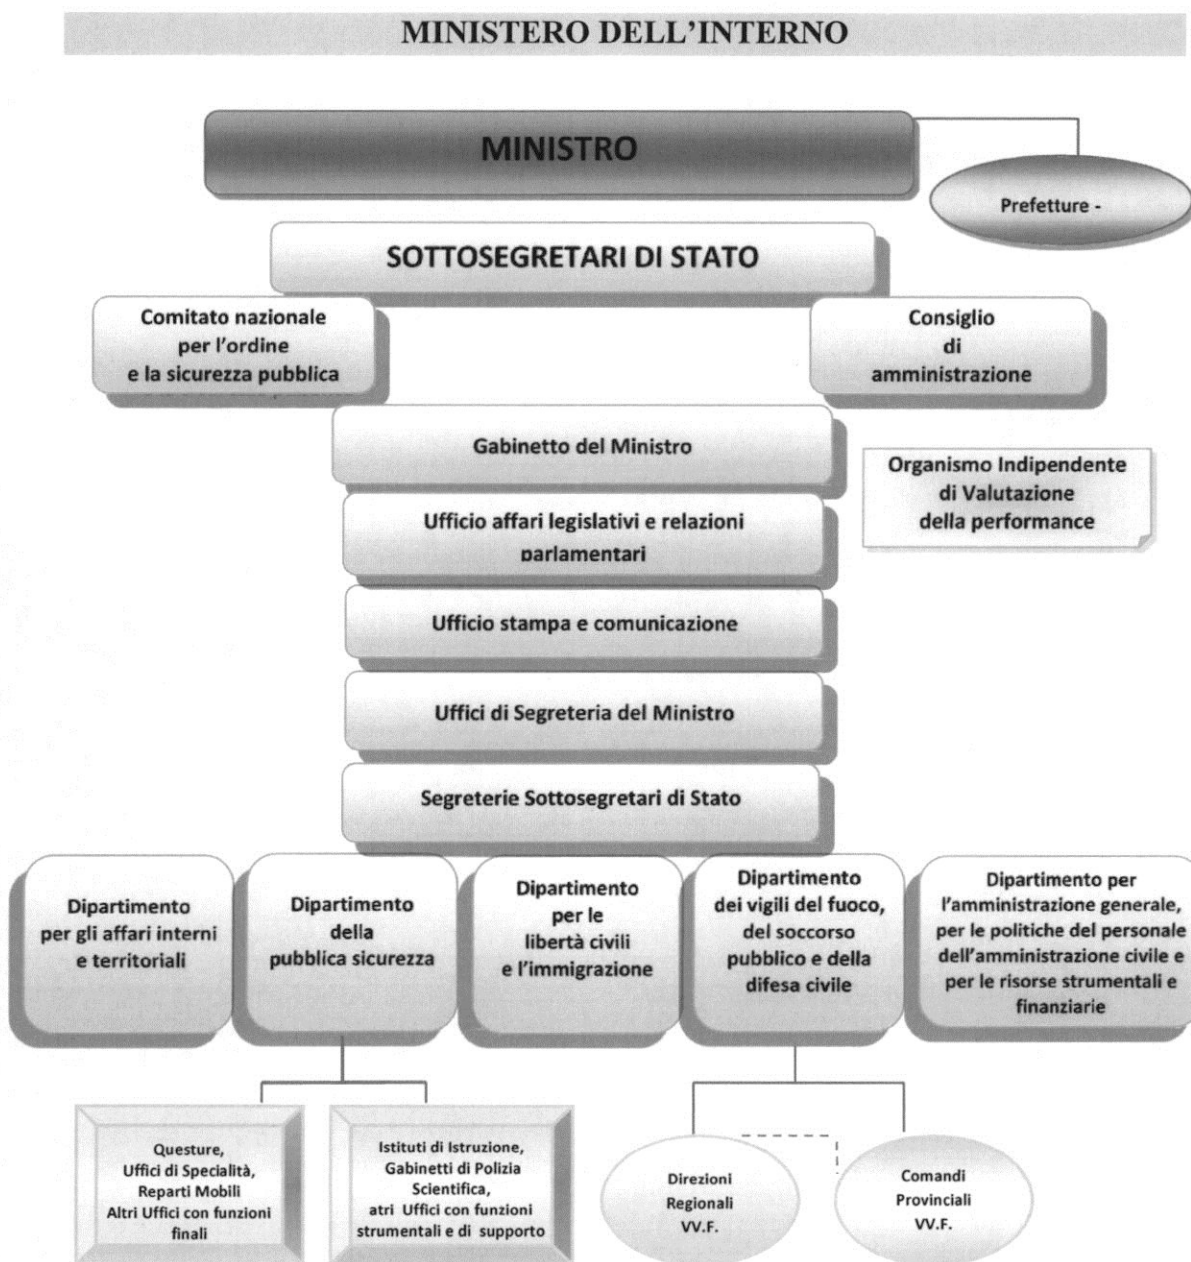 MINISTERO DELL'INTERNO
MINISTRO
Prefetture -
SOTTOSEGRETARI DI STATO
Comitato nazionale
per l'ordine
e la sicurezza pubblica
Consiglio
di
amministrazione
Gabinetto del Ministro
Organismo Indipendente
di Valutazione
della performance
Ufficio affari legislativi e relazioni
parlamentari
Ufficio stampa e comunicazione
Uffici di Segreteria del Ministro
Segreterie Sottosegretari di Stato
Dipartimento
per gli affari interni
e territoriali
Dipartimento
della
pubblica sicurezza
Dipartimento
per le
libertà civili
e l'immigrazione
Dipartimento
dei vigili del fuoco,
del soccorso
pubblico e della
difesa civile
Dipartimento per
l'amministrazione generale,
per le politiche del personale
dell'amministrazione civile e
per le risorse strumentali e
finanziarie
Questure,
Uffici di Specialità,
Reparti Mobili
Altri Uffici con funzioni
finali
Istituti di Istruzione,
Gabinetti di Polizia
Scientifica,
atri Uffici con funzioni
strumentali e di supporto
Direzioni
Regionali
VV.F.
Comandi
Provinciali
VV.F.